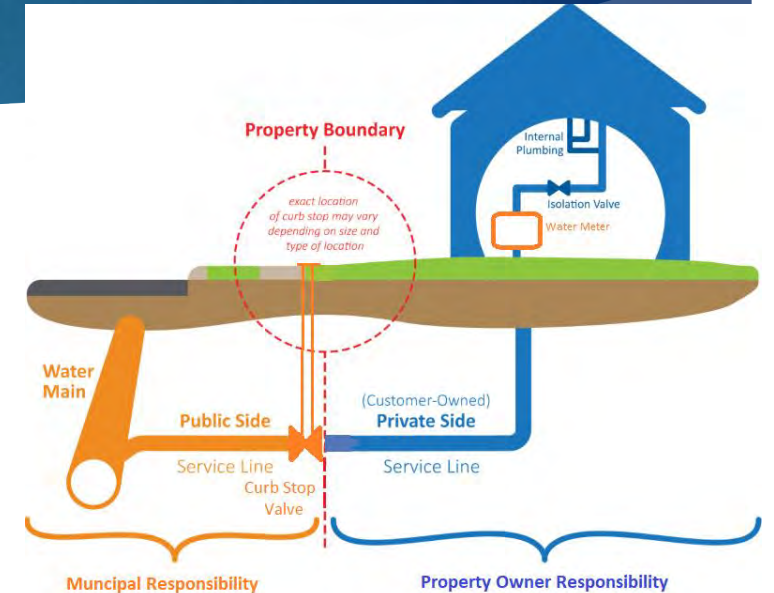 Property Boundary
exact location
of curb stop may vary
depending on size and
type of location
Internal
Plumbing
Isolation Valve
Water Meter
Water
Main
Public Side
Service Line
Curb Stop
Valve
(Customer-Owned)
Private Side
Service Line
Muncipal Responsibility
Property Owner Responsibility